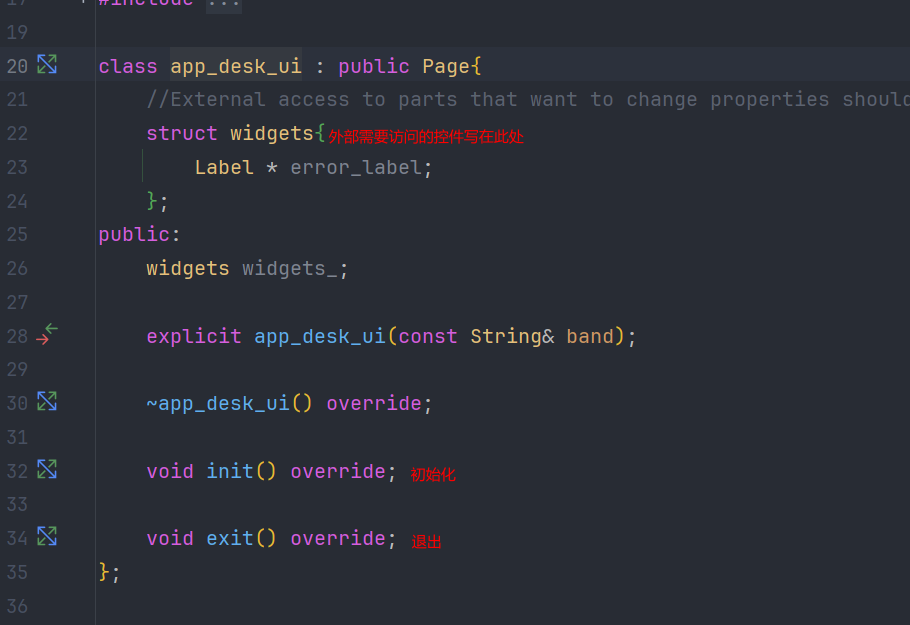 #include ...
19
20 class app_desk_ui : public Page{
21 //External access to parts that want to change properties should
22 struct widgets{ 外部需要访问的控件写在此处
23 Label * error_label;
24 };
25 public:
26 widgets widgets_;
27
28 explicit app_desk_ui(const String& band);
29
30 ~app_desk_ui() override;
31
32 void init() override; 初始化
33
34 void exit() override; 退出
35 };
36